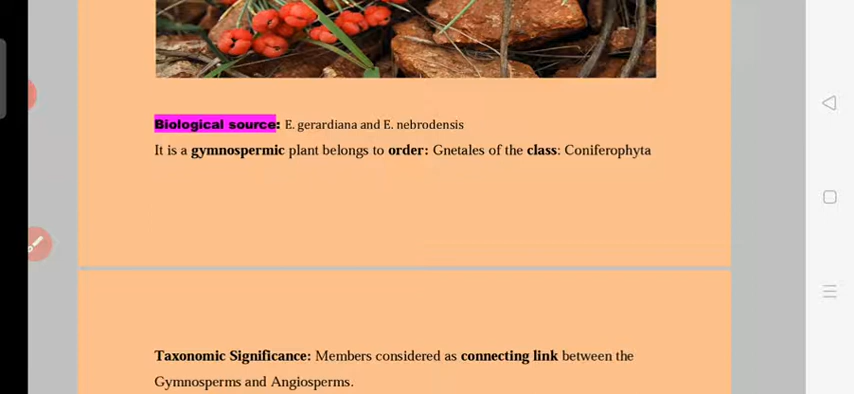 Biological source: E. gerardiana and E. nebrodensis
It is a gymnospermic plant belongs to order: Gnetales of the class: Coniferophyta
Taxonomic Significance: Members considered as connecting link between the
Gymnosperms and Angiosperms.